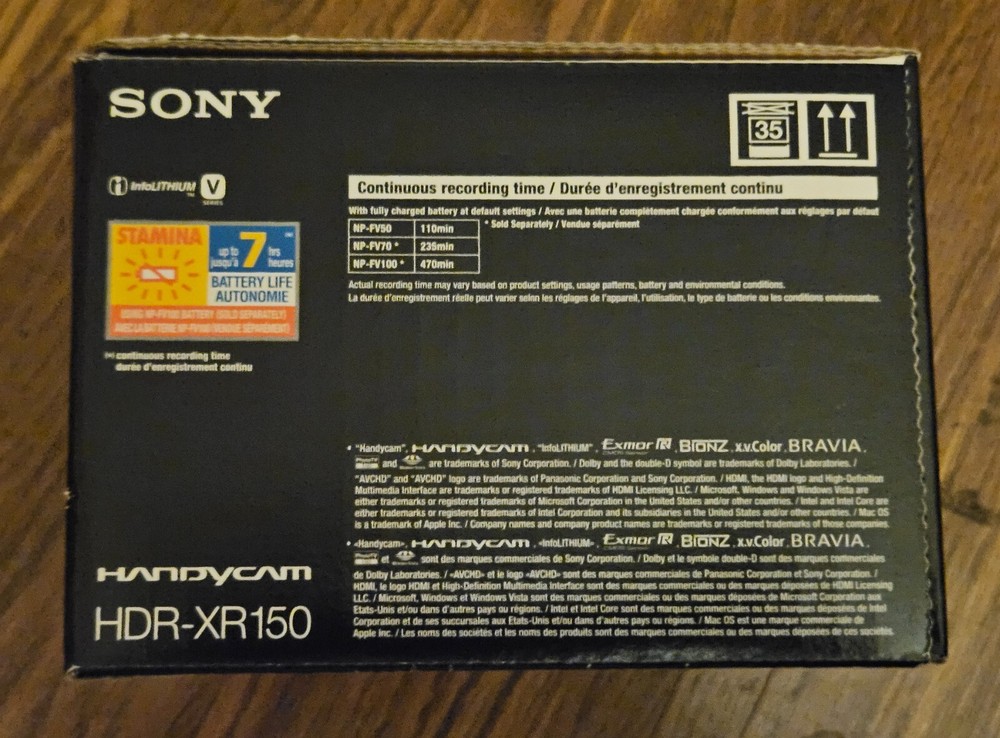 SONY
35
InfoLITHIUM™ V SERIES
Continuous recording time / Durée d'enregistrement continu
With fully charged battery at default settings / Avec une batterie complètement chargée conformément aux réglages par défaut
NP-FV50 110min
* Sold Separately / Vendue séparément
NP-FV70 * 235min
NP-FV100 * 470min
Actual recording time may vary based on product settings, usage patterns, battery and environmental conditions.
La durée d'enregistrement réelle peut varier selon les réglages de l'appareil, l'utilisation, le type de batterie ou les conditions environnantes.
STAMINA
up to 7 hrs
jusqu'à heures
BATTERY LIFE
AUTONOMIE
USING NP-FV100 BATTERY (SOLD SEPARATELY)
AVEC LA BATTERIE NP-FV100 (VENDUE SÉPARÉMENT)
(*) continuous recording time
durée d'enregistrement continu
• "Handycam", HANDYCAM, "InfoLITHIUM", Exmor R, BIONZ, x.v.Color, BRAVIA,
and are trademarks of Sony Corporation. / Dolby and the double-D symbol are trademarks of Dolby Laboratories. /
"AVCHD" and "AVCHD" logo are trademarks of Panasonic Corporation and Sony Corporation. / HDMI, the HDMI logo and High-Definition
Multimedia Interface are trademarks or registered trademarks of HDMI Licensing LLC. / Microsoft, Windows and Windows Vista are
either trademarks or registered trademarks of Microsoft Corporation in the United States and/or other countries. / Intel and Intel Core are
either trademarks or registered trademarks of Intel Corporation and its subsidiaries in the United States and/or other countries. / Mac OS
is a trademark of Apple Inc. / Company names and company product names are trademarks or registered trademarks of those companies.
• «Handycam», HANDYCAM, «InfoLITHIUM», Exmor R, BIONZ, x.v.Color, BRAVIA,
et sont des marques commerciales de Sony Corporation. / Dolby et le symbole double-D sont des marques commerciales
de Dolby Laboratories. / «AVCHD» et le logo «AVCHD» sont des marques commerciales de Panasonic Corporation et Sony Corporation. /
HDMI, le logo HDMI et High-Definition Multimedia Interface sont des marques commerciales ou des marques déposées de HDMI Licensing
LLC. / Microsoft, Windows et Windows Vista sont des marques commerciales ou des marques déposées de Microsoft Corporation aux
Etats-Unis et/ou dans d'autres pays ou régions. / Intel et Intel Core sont des marques commerciales ou des marques déposées de Intel
Corporation et de ses succursales aux Etats-Unis et/ou dans d'autres pays ou régions. / Mac OS est une marque commerciale de
Apple Inc. / Les noms des sociétés et les noms des produits sont des marques commerciales ou des marques déposées de ces sociétés.
HANDYCAM
HDR-XR150